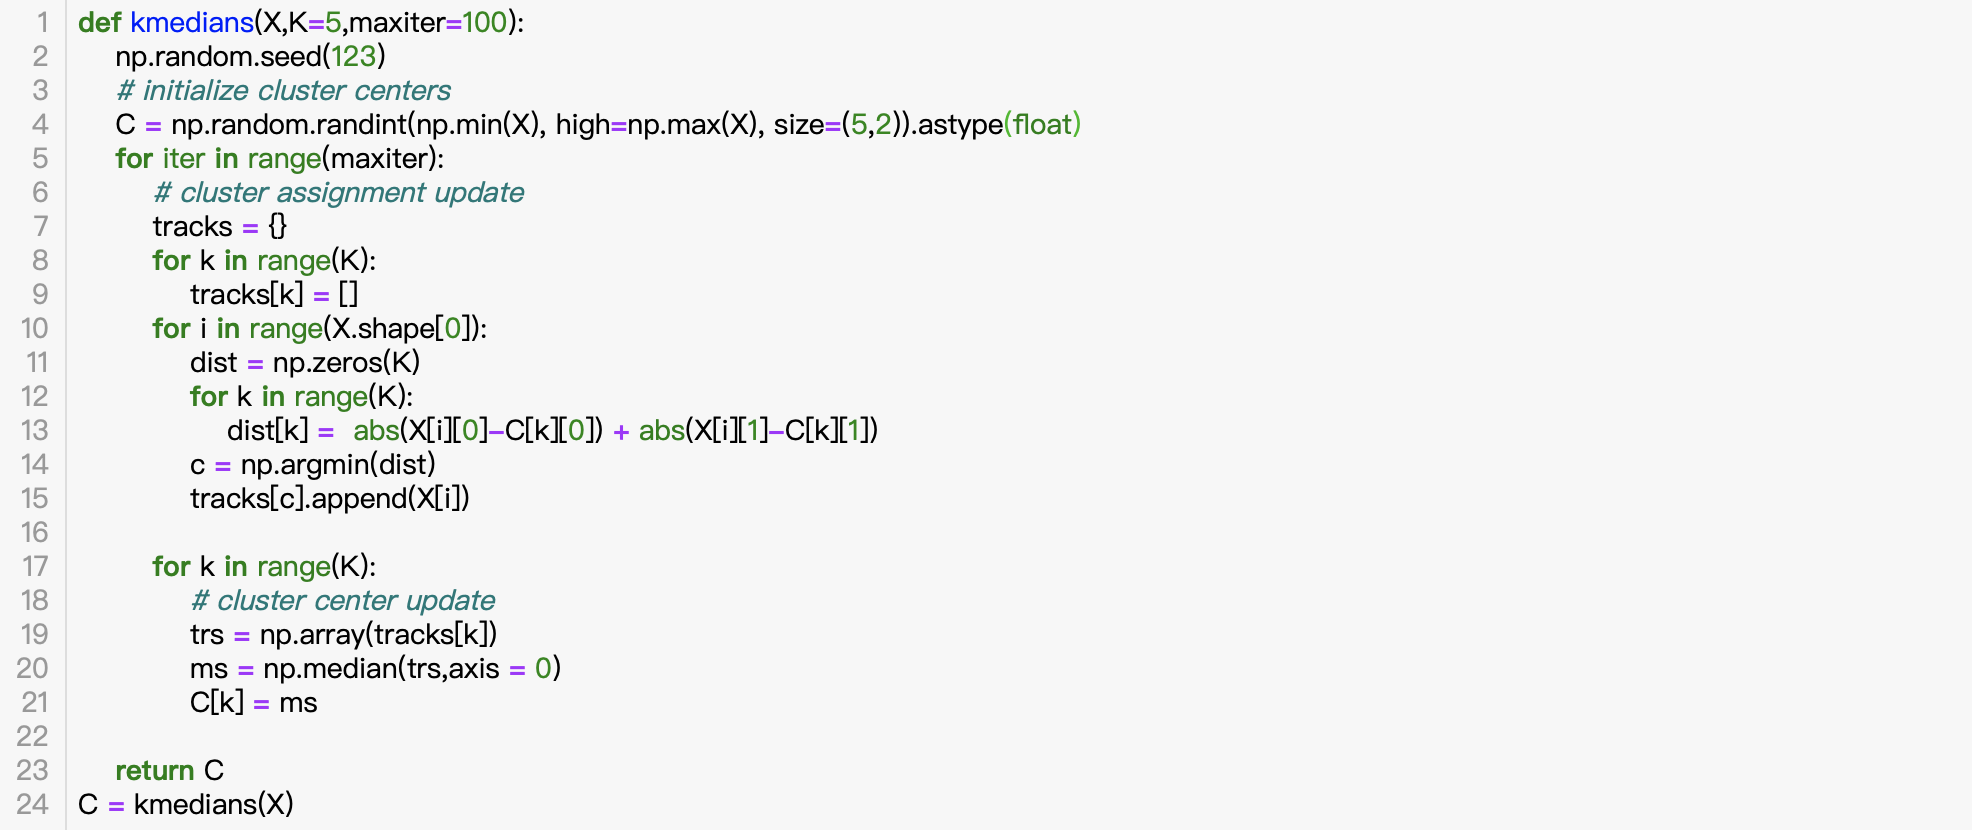 1 def kmedians(X,K=5,maxiter=100):
2 np.random.seed(123)
3 # initialize cluster centers
4 C = np.random.randint(np.min(X), high=np.max(X), size=(5,2)).astype(float)
5 for iter in range(maxiter):
6 # cluster assignment update
7 tracks = {}
8 for k in range(K):
9 tracks[k] = []
10 for i in range(X.shape[0]):
11 dist = np.zeros(K)
12 for k in range(K):
13 dist[k] =  abs(X[i][0]-C[k][0]) + abs(X[i][1]-C[k][1])
14 c = np.argmin(dist)
15 tracks[c].append(X[i])
16
17 for k in range(K):
18 # cluster center update
19 trs = np.array(tracks[k])
20 ms = np.median(trs,axis = 0)
21 C[k] = ms
22
23 return C
24 C = kmedians(X)